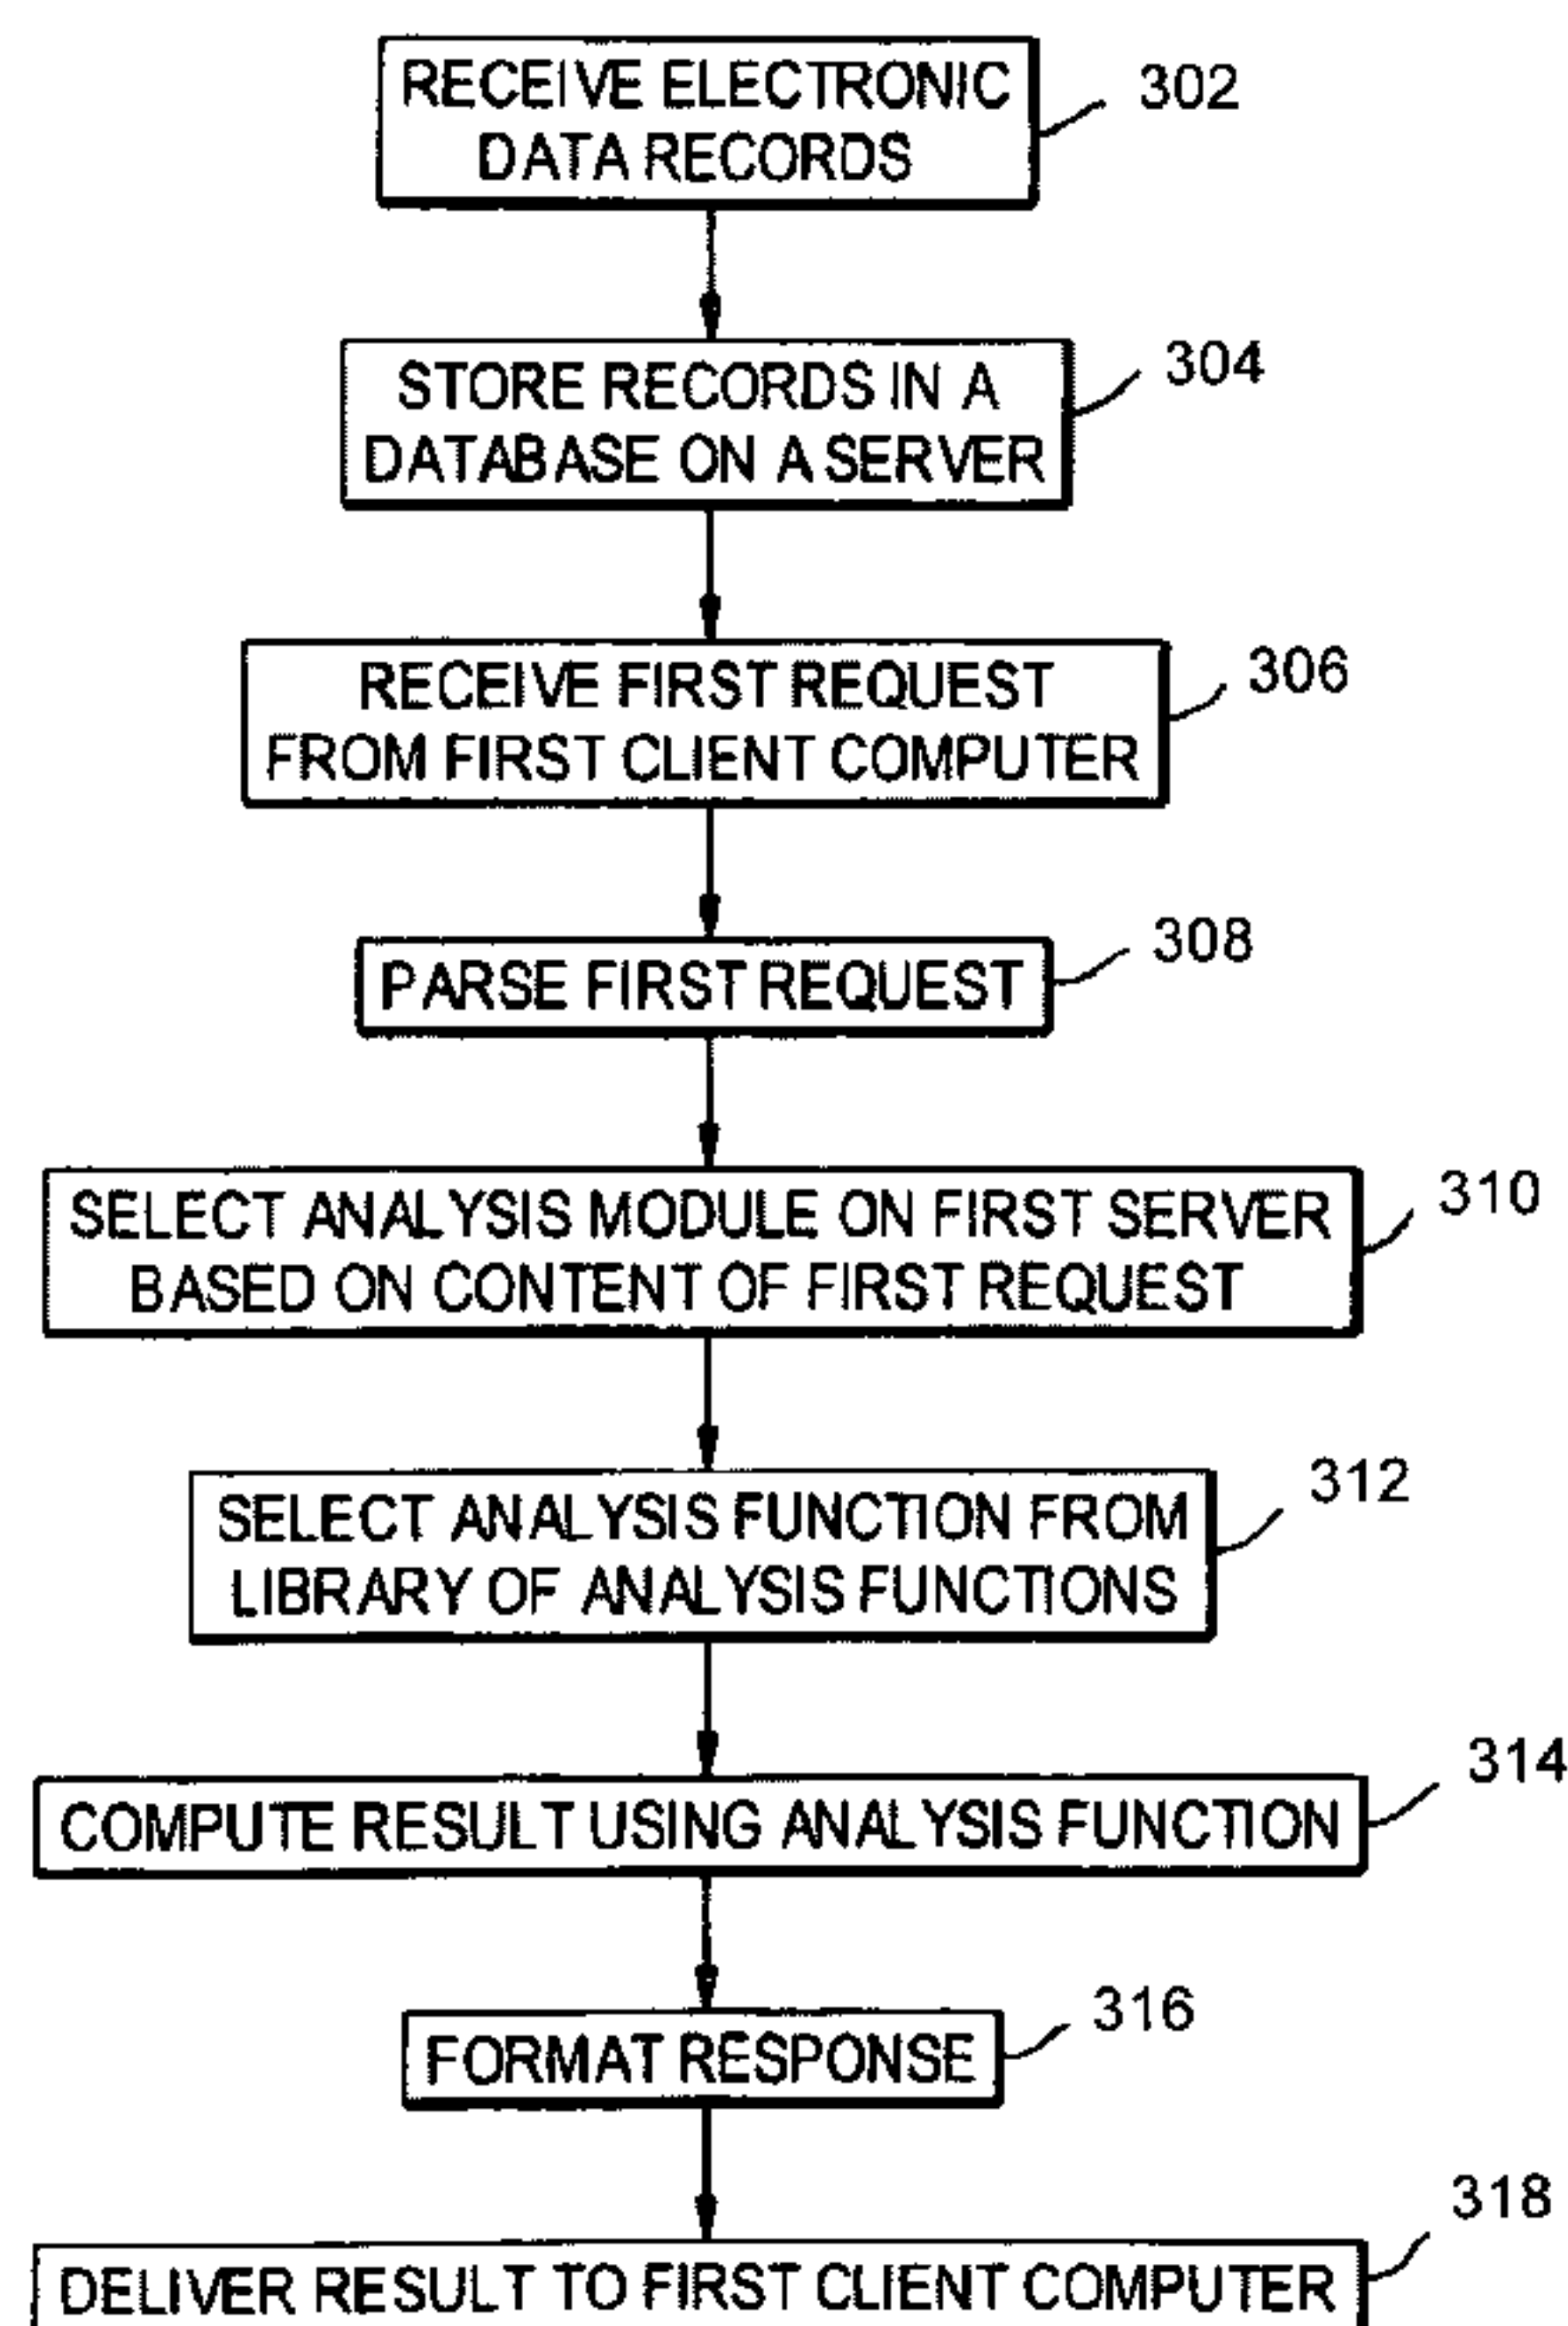 RECEIVE ELECTRONIC
DATA RECORDS
302
STORE RECORDS IN A
DATABASE ON A SERVER
304
RECEIVE FIRST REQUEST
FROM FIRST CLIENT COMPUTER
306
PARSE FIRST REQUEST
308
SELECT ANALYSIS MODULE ON FIRST SERVER
BASED ON CONTENT OF FIRST REQUEST
310
SELECT ANALYSIS FUNCTION FROM
LIBRARY OF ANALYSIS FUNCTIONS
312
COMPUTE RESULT USING ANALYSIS FUNCTION
314
FORMAT RESPONSE
316
DELIVER RESULT TO FIRST CLIENT COMPUTER
318